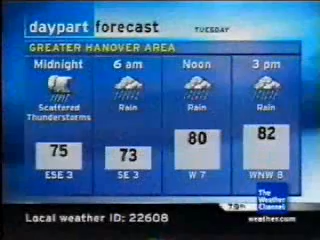 daypart forecast TUESDAY
GREATER HANOVER AREA
Midnight 6 am Noon 3 pm
Scattered Thunderstorms Rain Rain Rain
75 73 80 82
ESE 3 SE 3 W 7 WNW 8
The Weather Channel
Local weather ID: 22608 weather.com